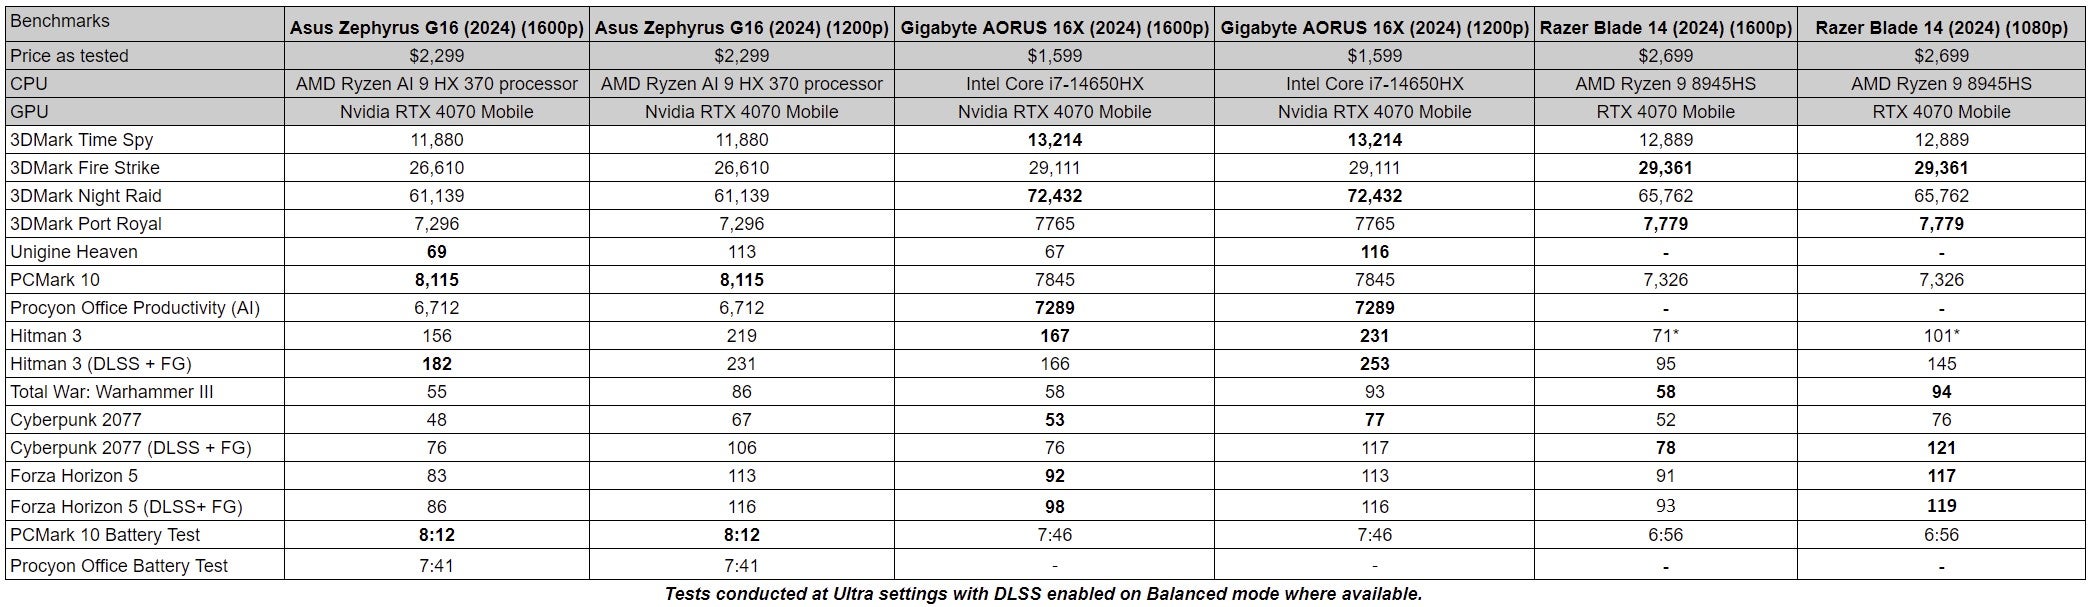 Benchmarks Asus Zephyrus G16 (2024) (1600p) Asus Zephyrus G16 (2024) (1200p) Gigabyte AORUS 16X (2024) (1600p) Gigabyte AORUS 16X (2024) (1200p) Razer Blade 14 (2024) (1600p) Razer Blade 14 (2024) (1080p)
Price as tested $2,299 $2,299 $1,599 $1,599 $2,699 $2,699
CPU AMD Ryzen AI 9 HX 370 processor AMD Ryzen AI 9 HX 370 processor Intel Core i7-14650HX Intel Core i7-14650HX AMD Ryzen 9 8945HS AMD Ryzen 9 8945HS
GPU Nvidia RTX 4070 Mobile Nvidia RTX 4070 Mobile Nvidia RTX 4070 Mobile Nvidia RTX 4070 Mobile RTX 4070 Mobile RTX 4070 Mobile
3DMark Time Spy 11,880 11,880 13,214 13,214 12,889 12,889
3DMark Fire Strike 26,610 26,610 29,111 29,111 29,361 29,361
3DMark Night Raid 61,139 61,139 72,432 72,432 65,762 65,762
3DMark Port Royal 7,296 7,296 7765 7765 7,779 7,779
Unigine Heaven 69 113 67 116 - -
PCMark 10 8,115 8,115 7845 7845 7,326 7,326
Procyon Office Productivity (AI) 6,712 6,712 7289 7289 - -
Hitman 3 156 219 167 231 71* 101*
Hitman 3 (DLSS + FG) 182 231 166 253 95 145
Total War: Warhammer III 55 86 58 93 58 94
Cyberpunk 2077 48 67 53 77 52 76
Cyberpunk 2077 (DLSS + FG) 76 106 76 117 78 121
Forza Horizon 5 83 113 92 113 91 117
Forza Horizon 5 (DLSS+ FG) 86 116 98 116 93 119
PCMark 10 Battery Test 8:12 8:12 7:46 7:46 6:56 6:56
Procyon Office Battery Test 7:41 7:41 - - - -
Tests conducted at Ultra settings with DLSS enabled on Balanced mode where available.